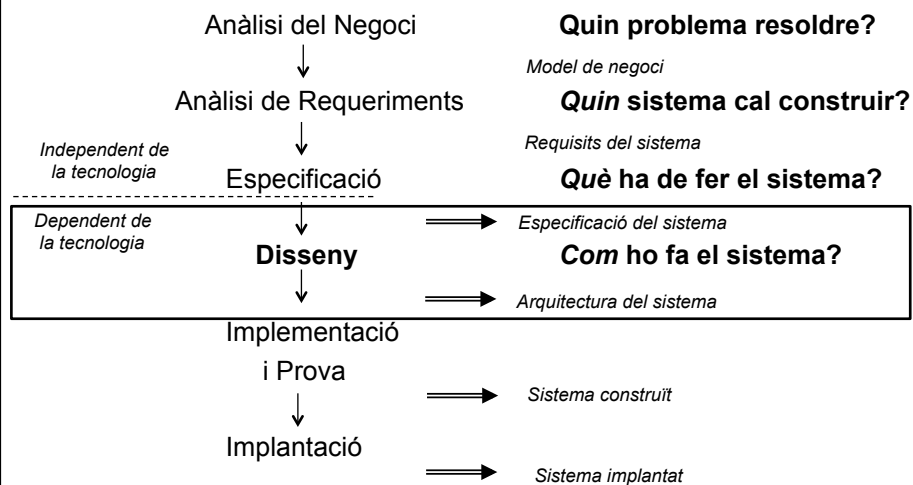 Anàlisi del Negoci
Quin problema resoldre?
Model de negoci
Anàlisi de Requeriments
Quin sistema cal construir?
Requisits del sistema
Independent de
la tecnologia
Especificació
Què ha de fer el sistema?
Dependent de
la tecnologia
Especificació del sistema
Disseny
Com ho fa el sistema?
Arquitectura del sistema
Implementació
i Prova
Sistema construït
Implantació
Sistema implantat